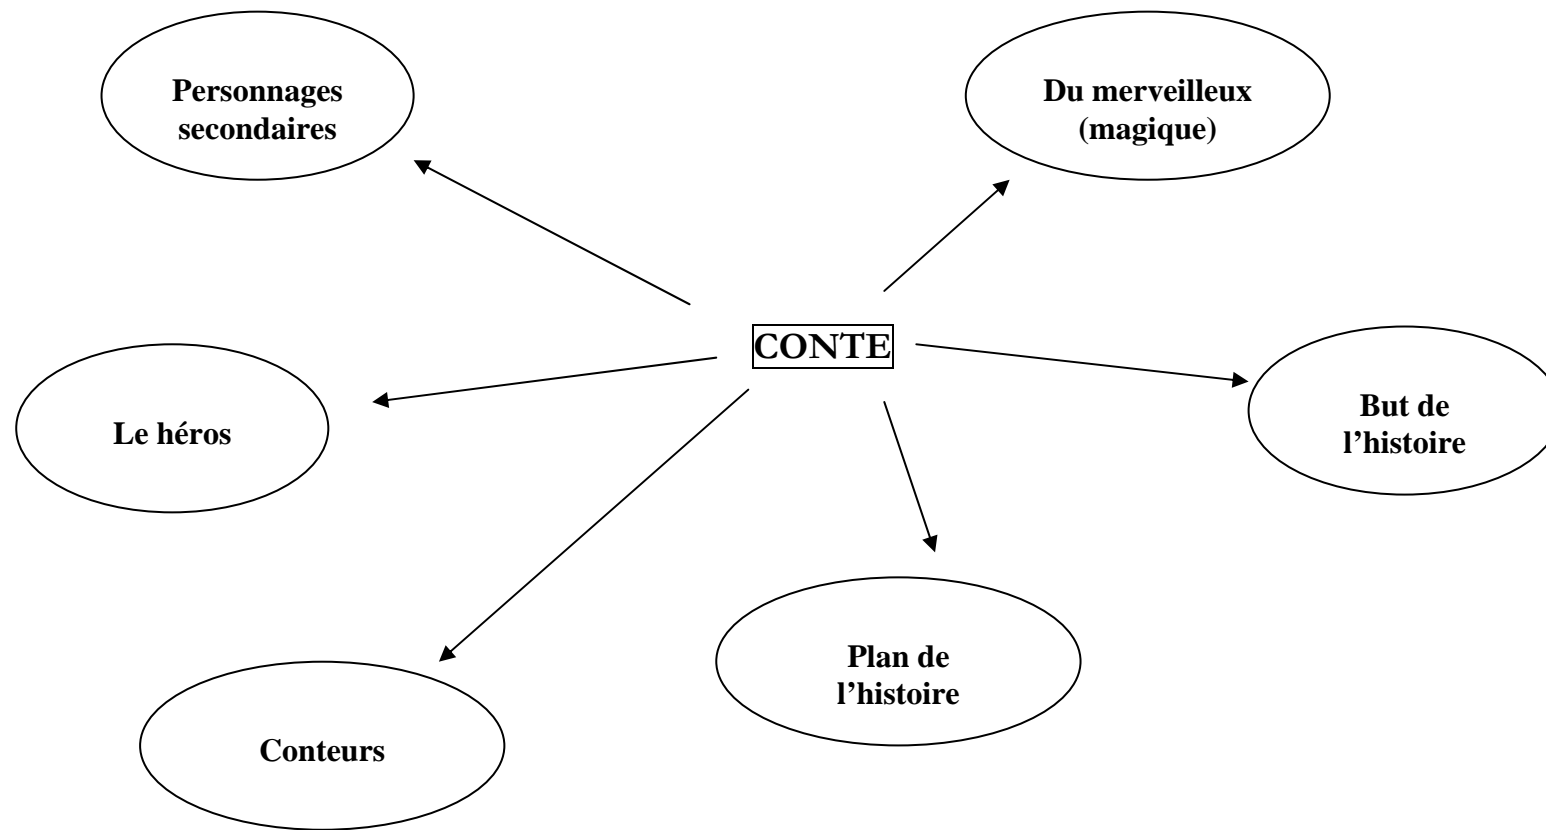 Personnages
secondaires
Du merveilleux
(magique)
CONTE
Le héros
But de
l’histoire
Plan de
l’histoire
Conteurs